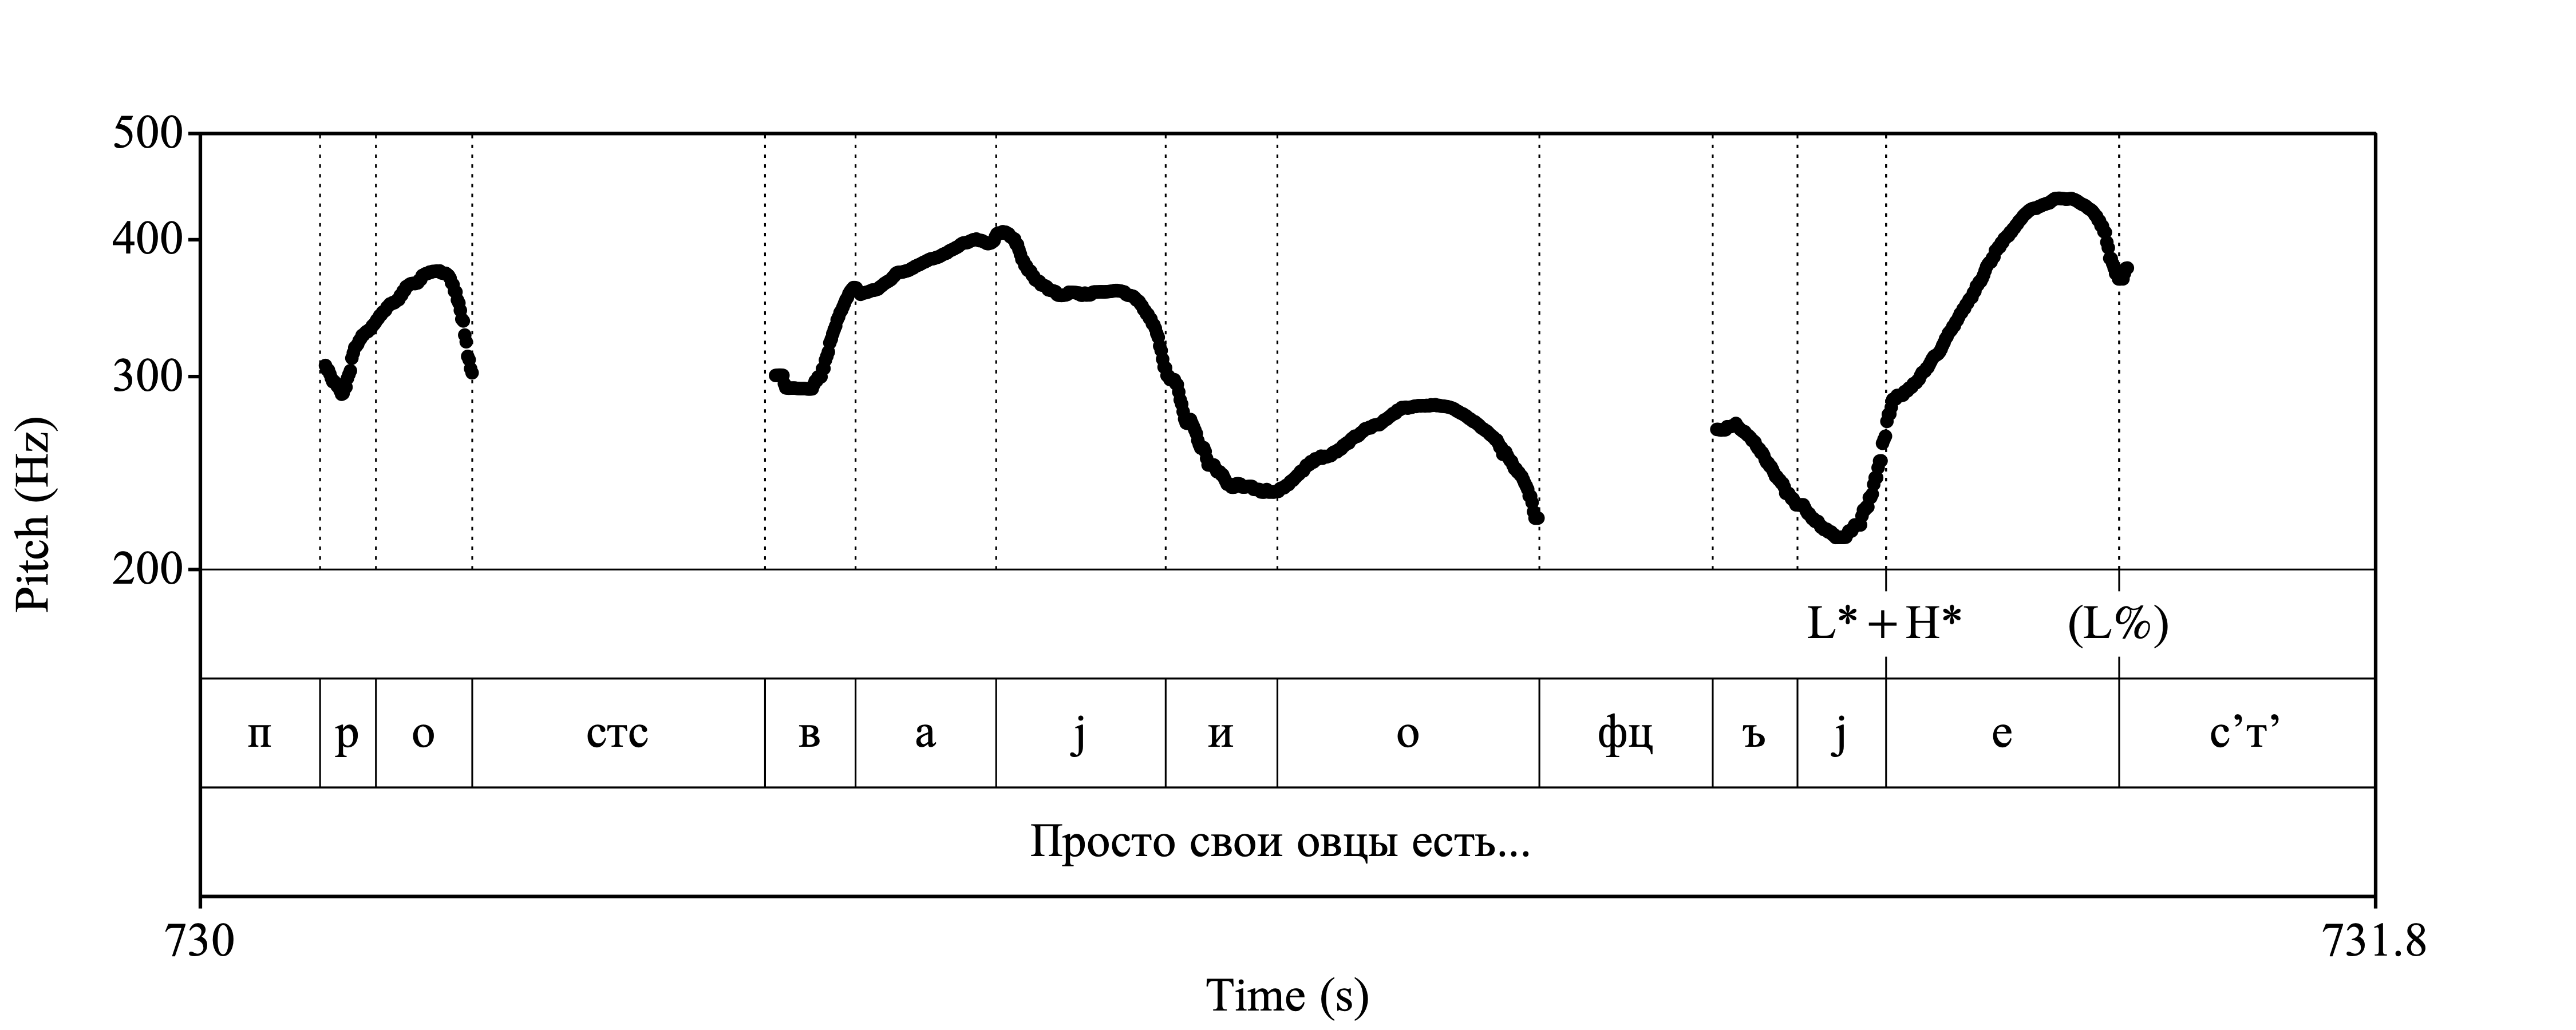 500
400
300
200
Pitch (Hz)
L* + H* (L%)
п р о стс в а j и о фц ъ j е с’т’
Просто свои овцы есть...
730 731.8
Time (s)